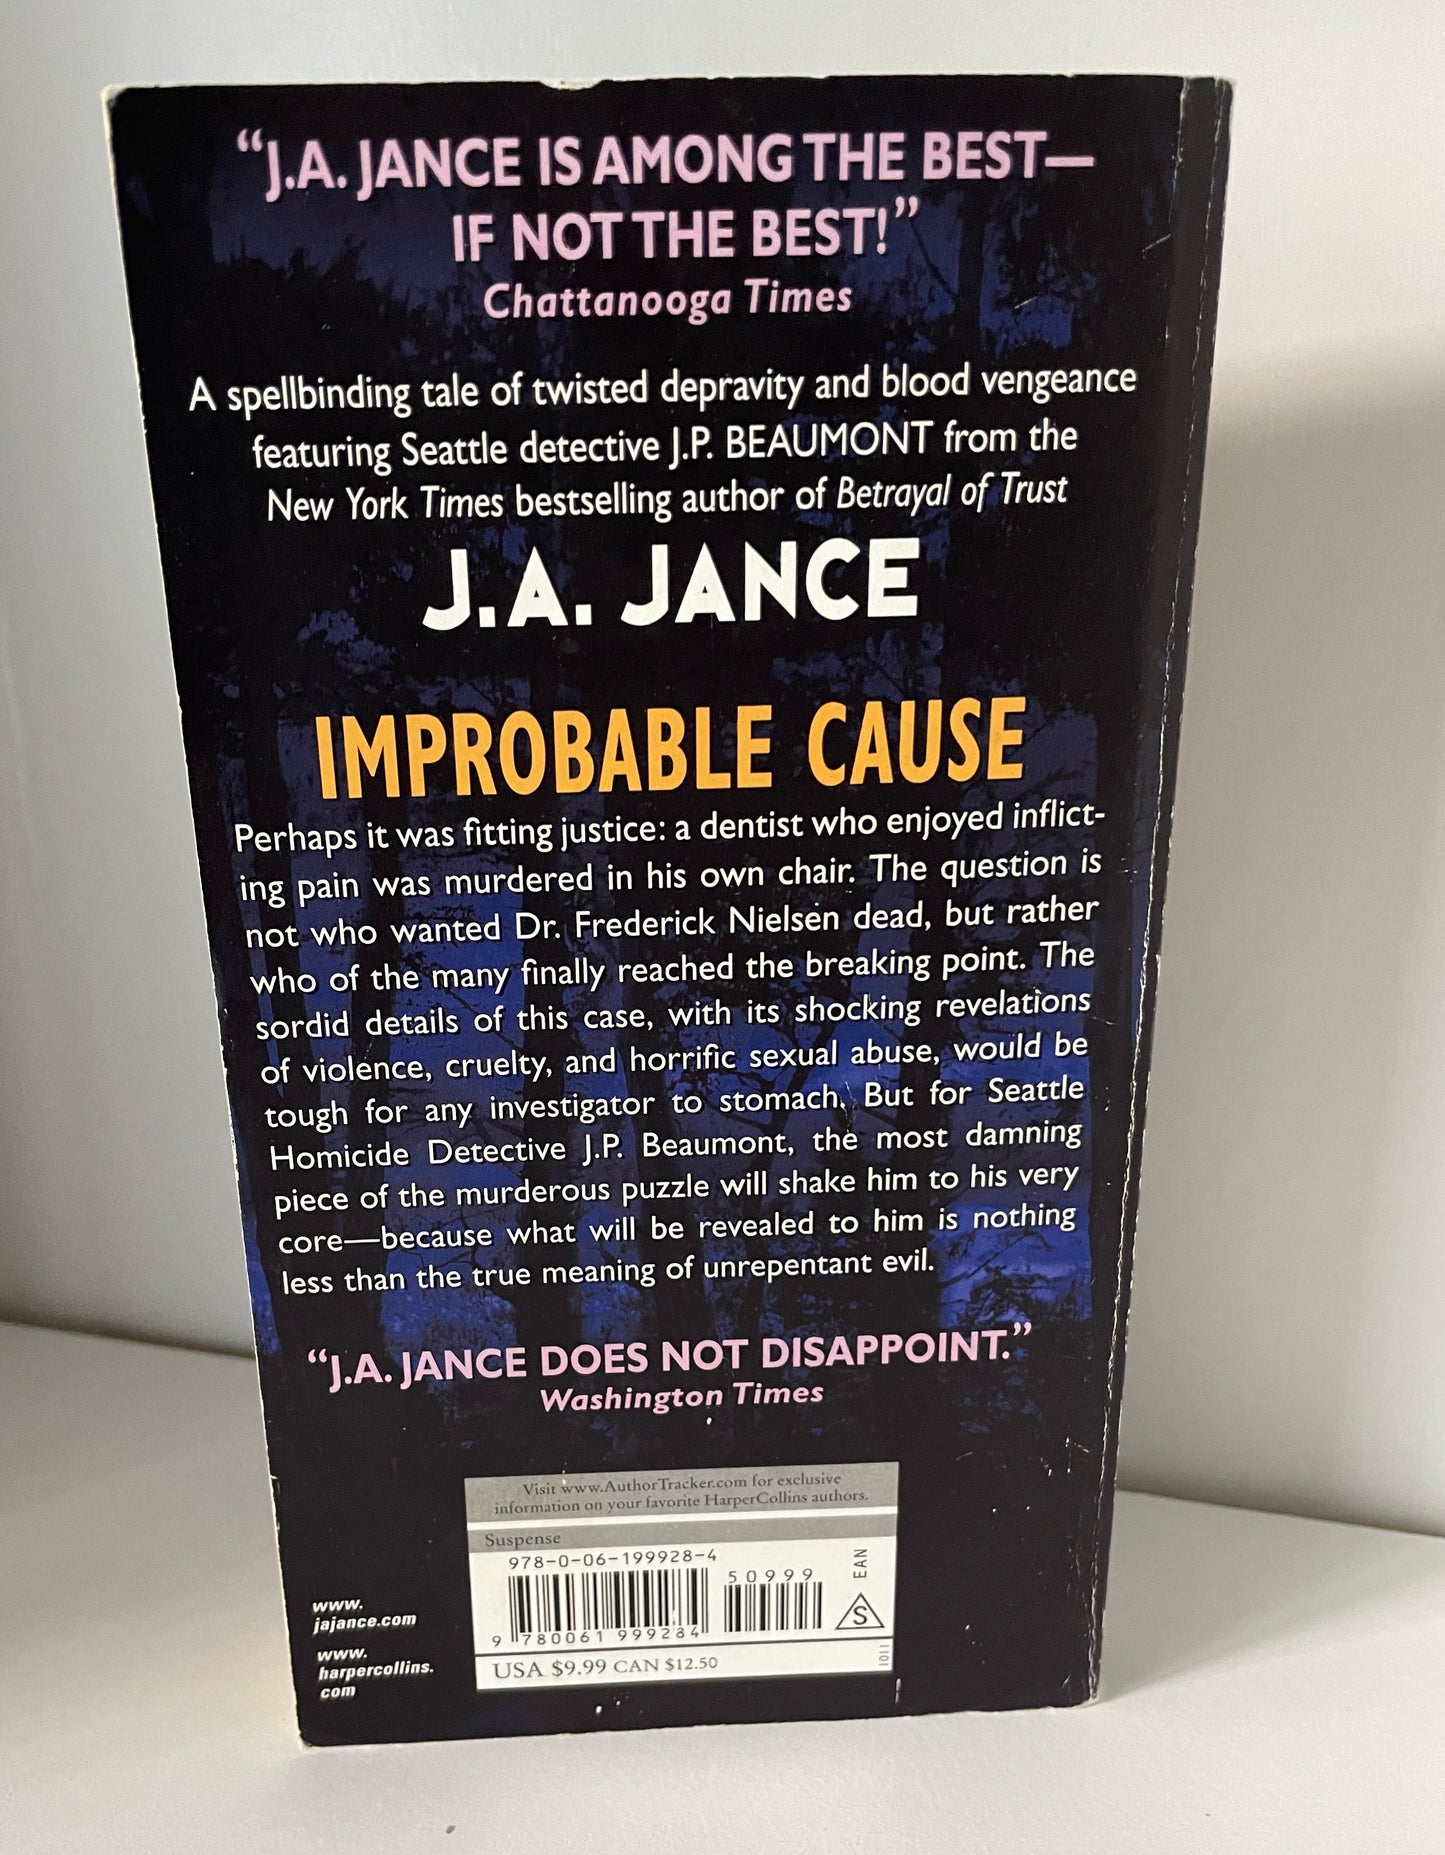 “J.A. JANCE IS AMONG THE BEST—
IF NOT THE BEST!”
Chattanooga Times
A spellbinding tale of twisted depravity and blood vengeance
featuring Seattle detective J.P. BEAUMONT from the
New York Times bestselling author of Betrayal of Trust
J.A. JANCE
IMPROBABLE CAUSE
Perhaps it was fitting justice: a dentist who enjoyed inflict-
ing pain was murdered in his own chair. The question is
not who wanted Dr. Frederick Nielsen dead, but rather
who of the many finally reached the breaking point. The
sordid details of this case, with its shocking revelations
of violence, cruelty, and horrific sexual abuse, would be
tough for any investigator to stomach. But for Seattle
Homicide Detective J.P. Beaumont, the most damning
piece of the murderous puzzle will shake him to his very
core—because what will be revealed to him is nothing
less than the true meaning of unrepentant evil.
“J.A. JANCE DOES NOT DISAPPOINT.”
Washington Times
Visit www.AuthorTracker.com for exclusive
information on your favorite HarperCollins authors.
Suspense
978-0-06-199928-4
50999
EAN
S
9 780061 999284
1011
USA $9.99 CAN $12.50
www.
jajance.com
www.
harpercollins.
com